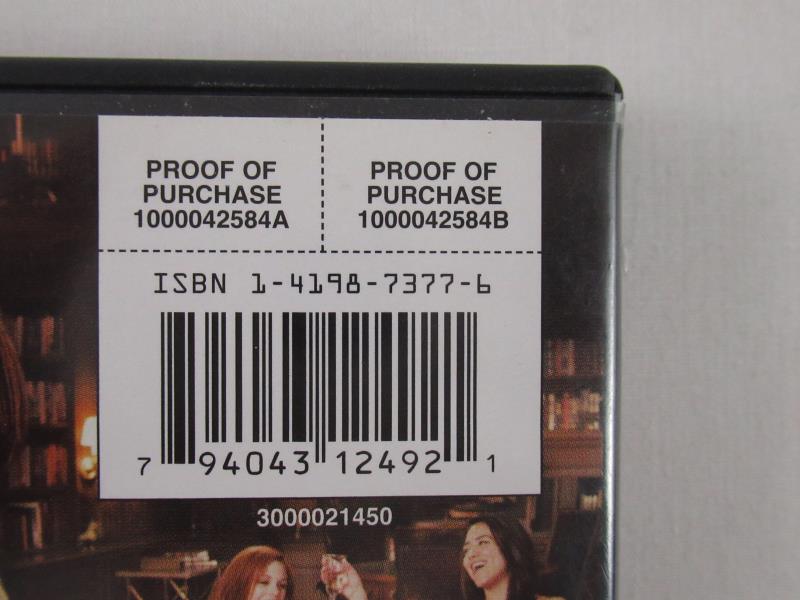 PROOF OF
PURCHASE
1000042584A
PROOF OF
PURCHASE
1000042584B
ISBN 1-4198-7377-6
7 94043 12492 1
3000021450